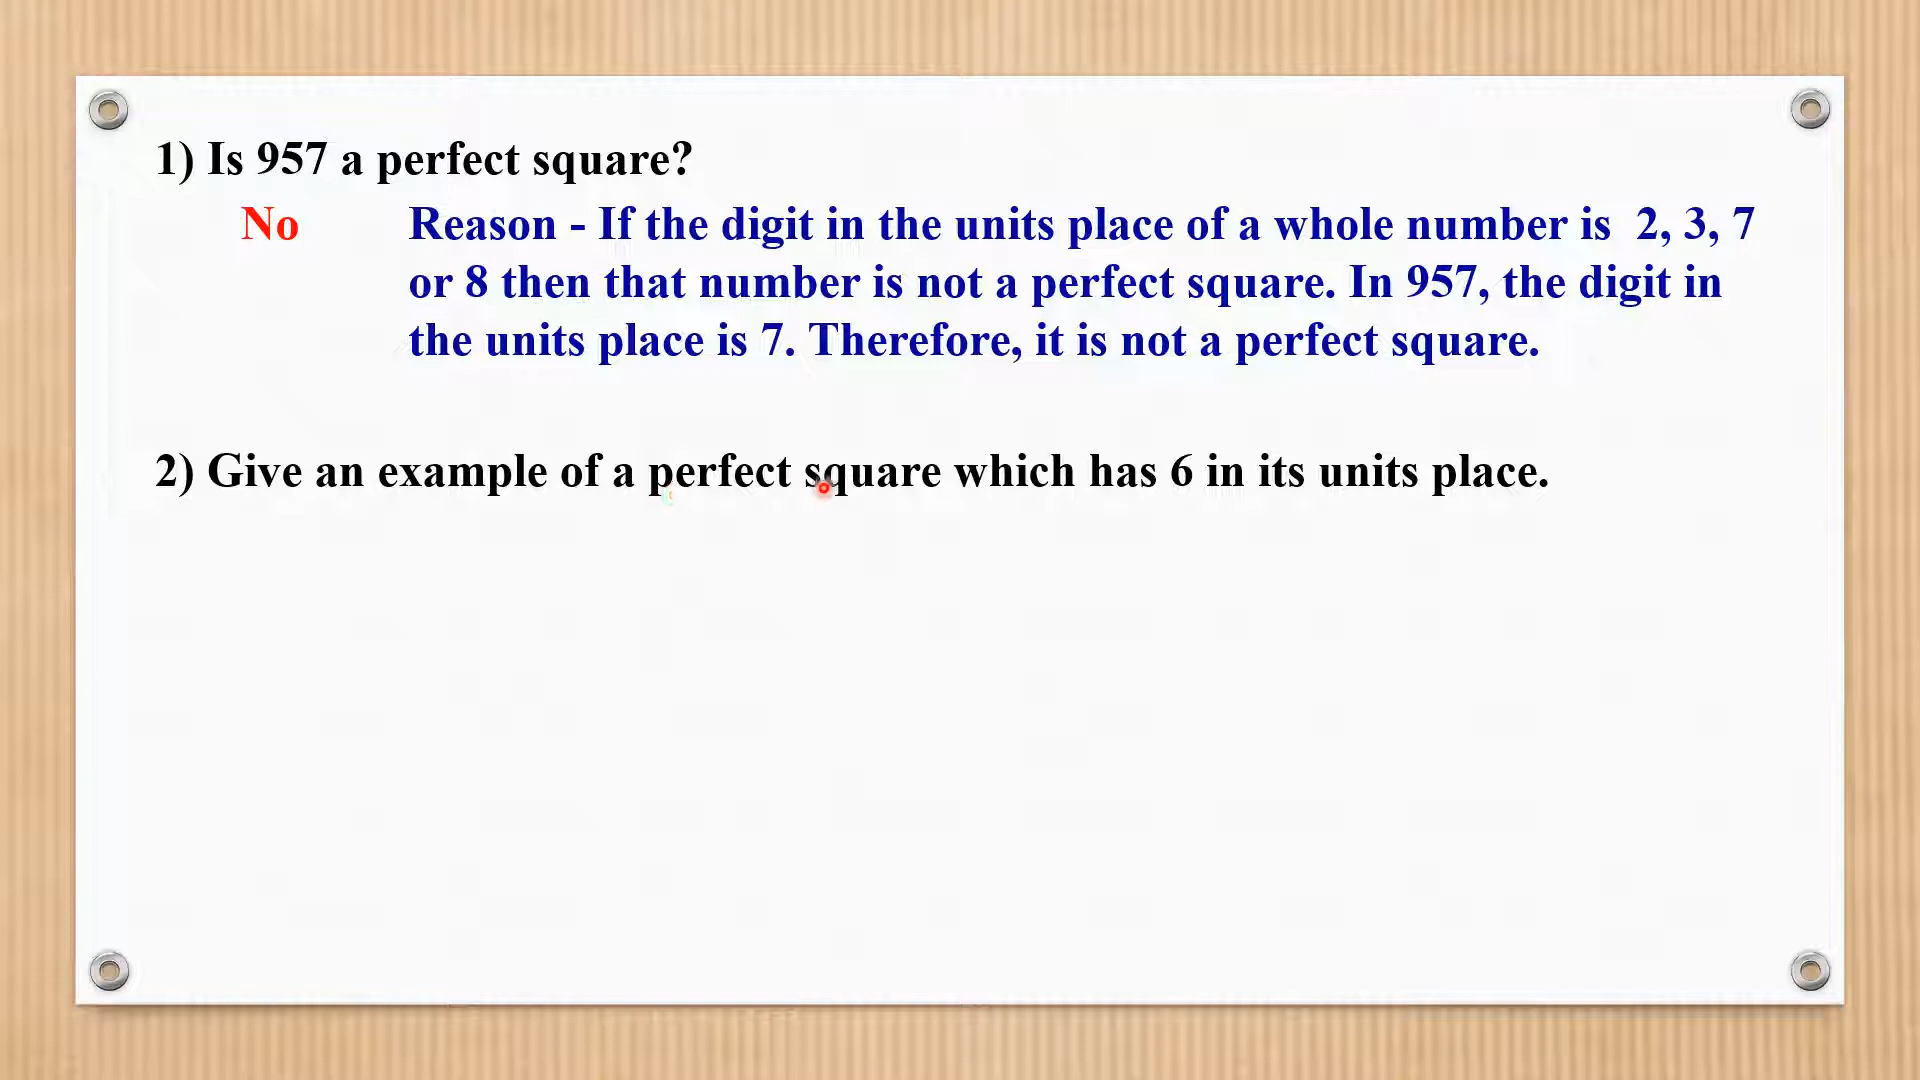 1) Is 957 a perfect square?
No Reason - If the digit in the units place of a whole number is 2, 3, 7
or 8 then that number is not a perfect square. In 957, the digit in
the units place is 7. Therefore, it is not a perfect square.
2) Give an example of a perfect square which has 6 in its units place.